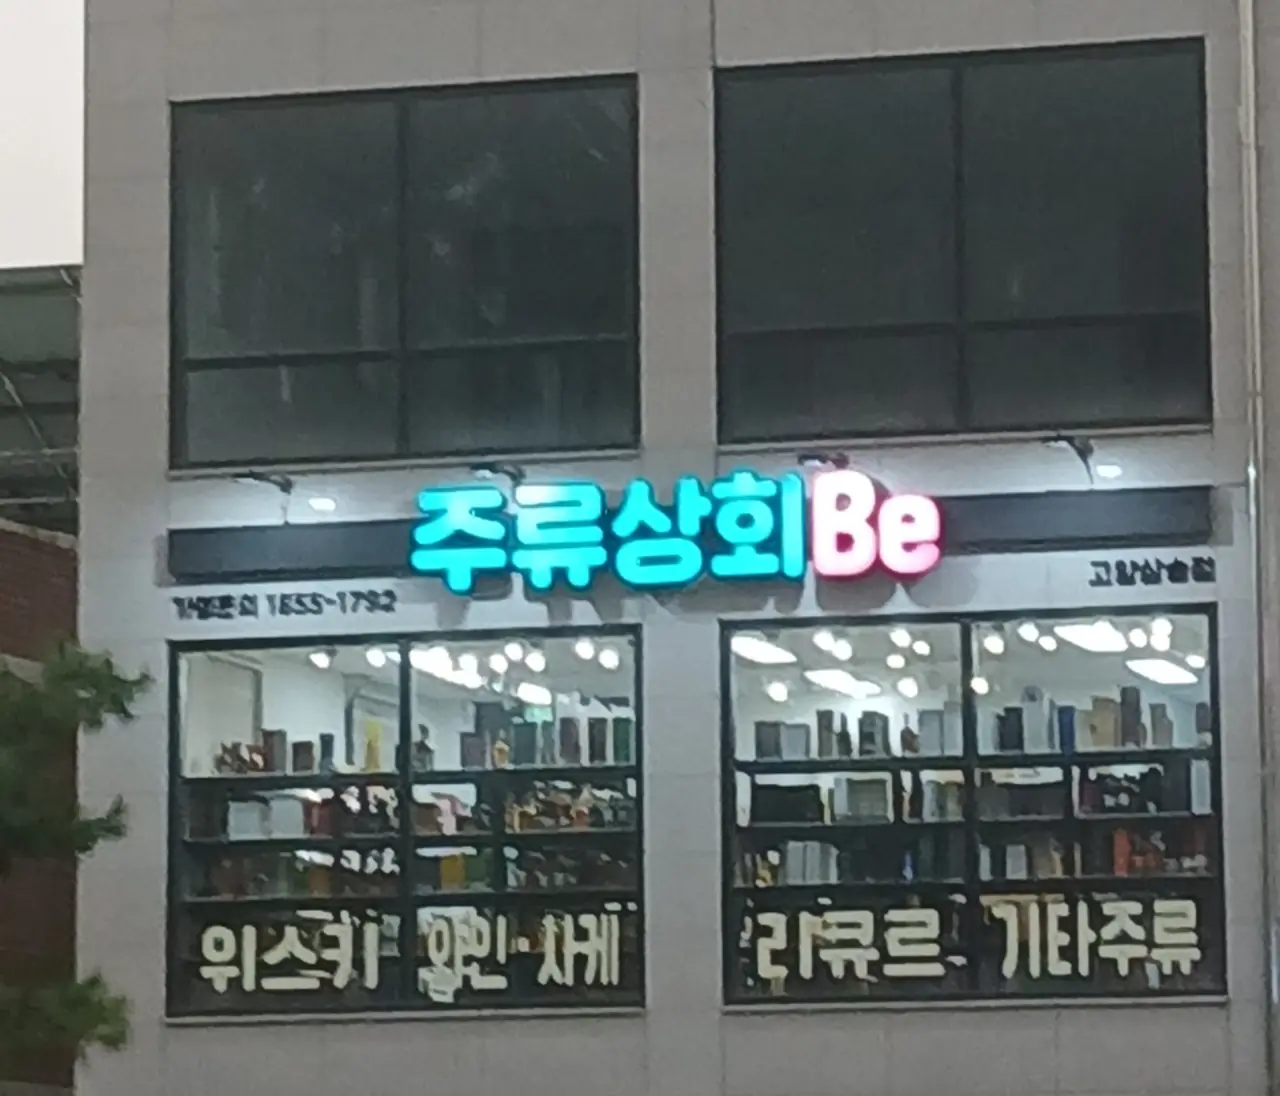 주류상회Be
가맹문의 1855-1792
고양삼송점
위스키 와인·사케 리큐르 기타주류